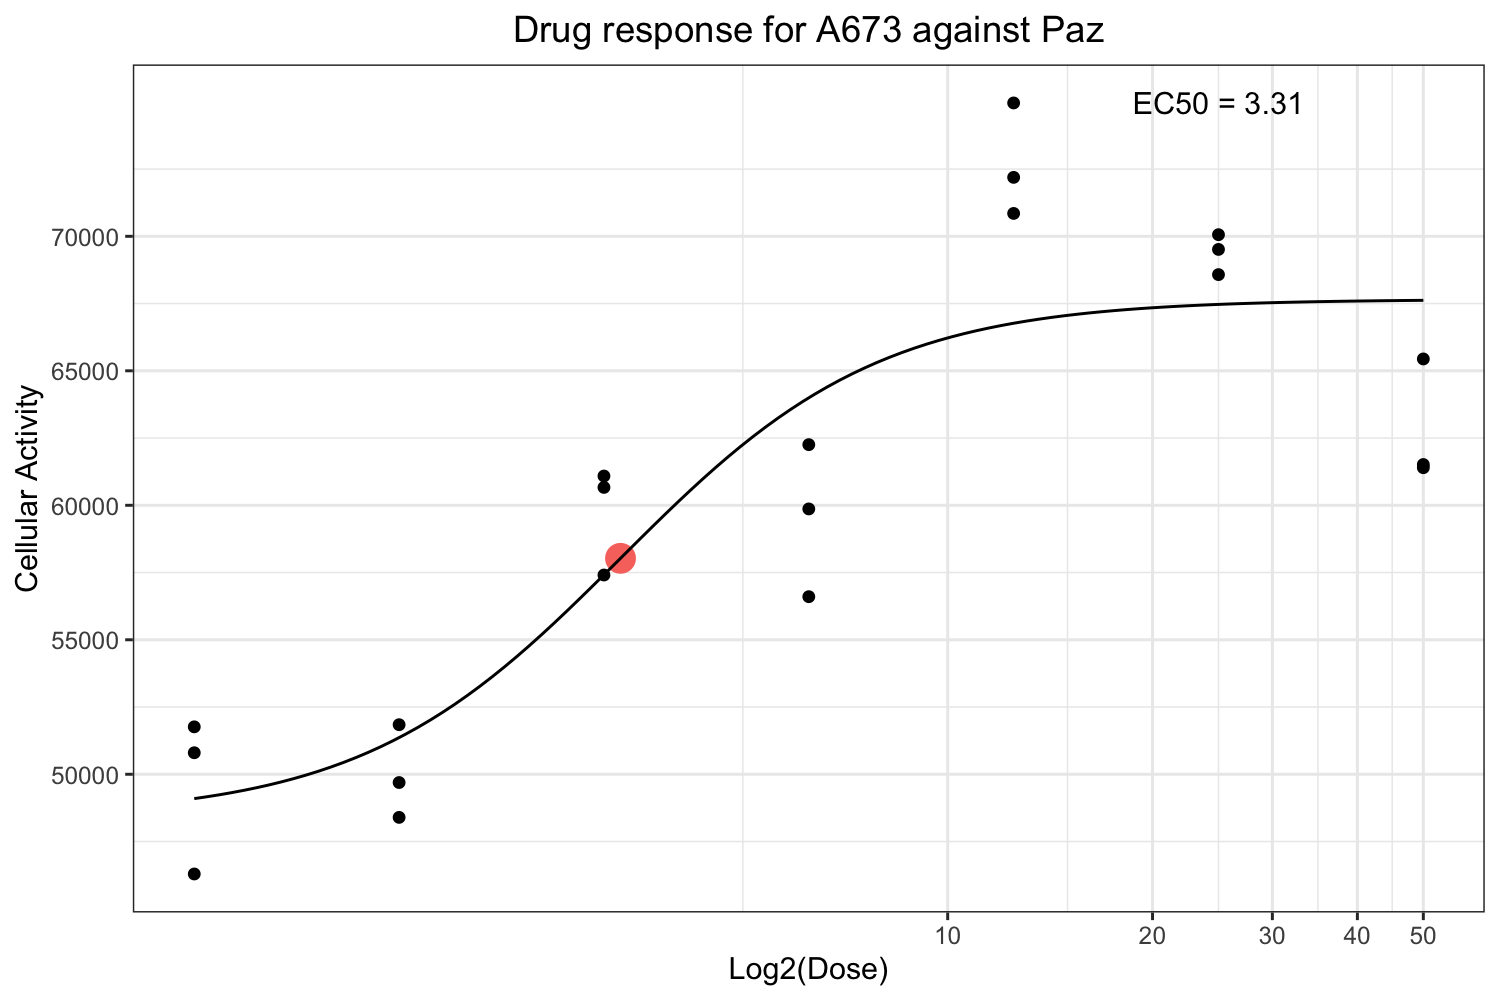 Drug response for A673 against Paz
EC50 = 3.31
Cellular Activity
70000
65000
60000
55000
50000
10 20 30 40 50
Log2(Dose)